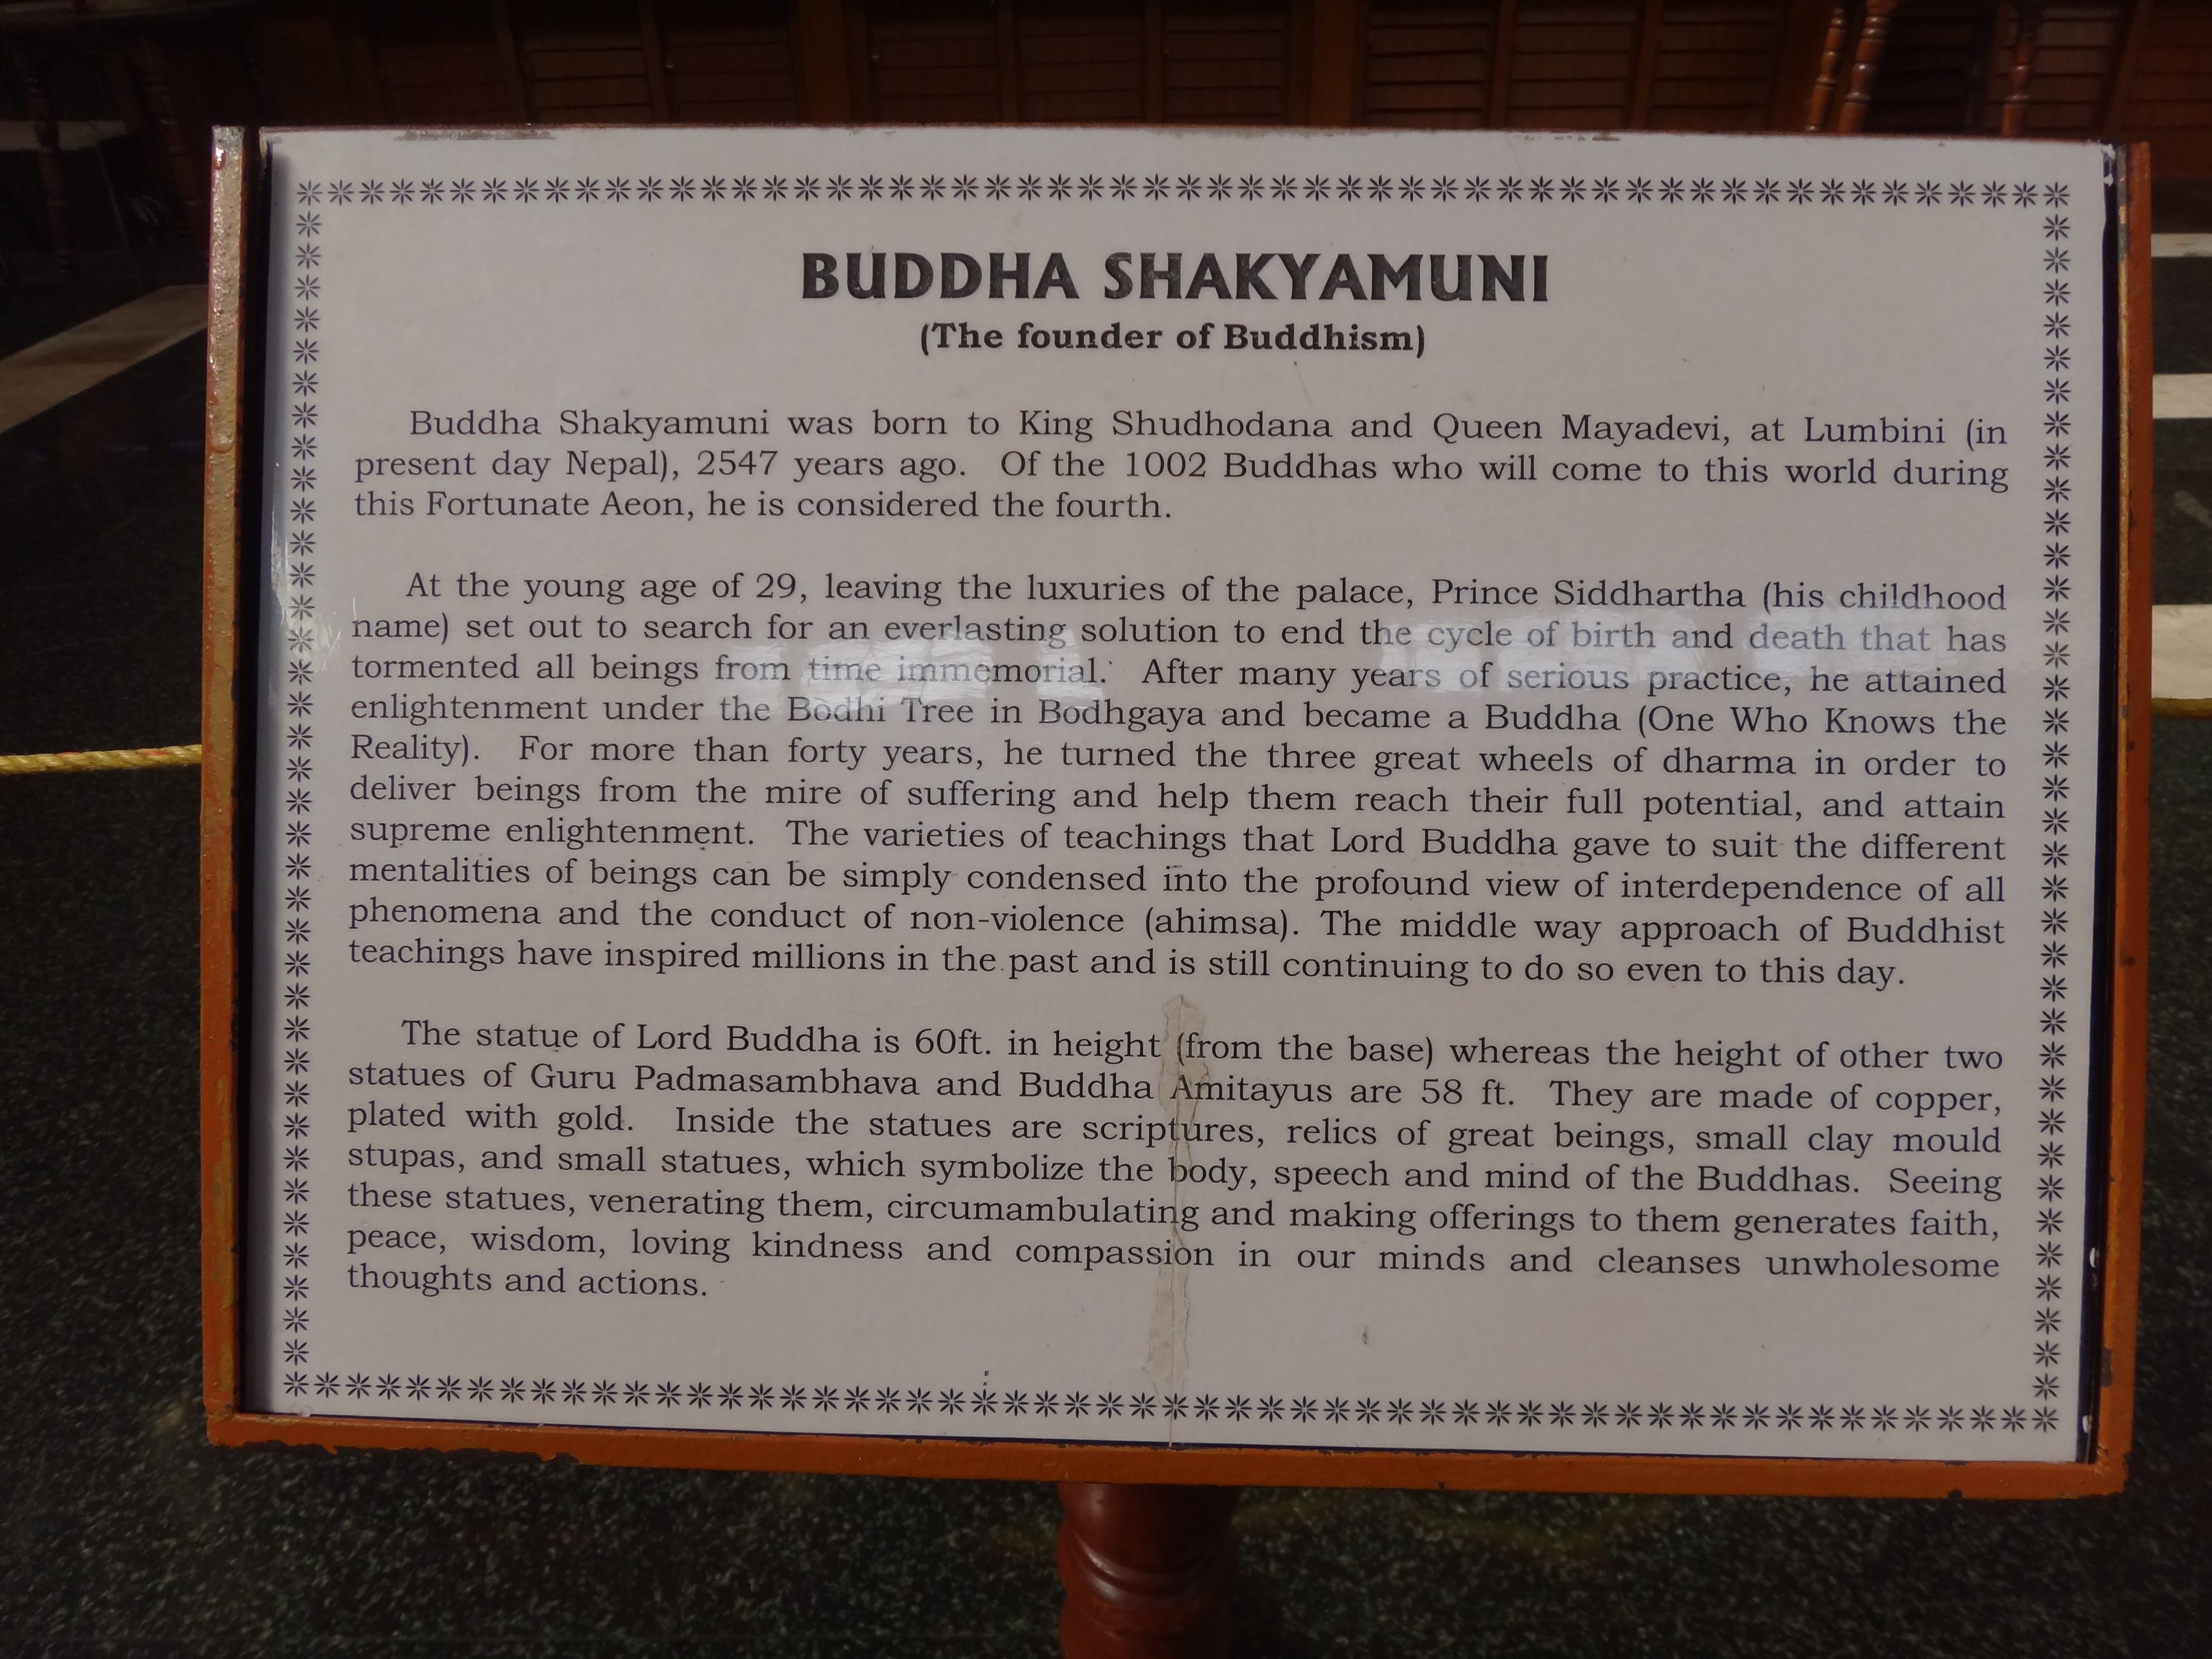 BUDDHA SHAKYAMUNI
(The founder of Buddhism)
Buddha Shakyamuni was born to King Shudhodana and Queen Mayadevi, at Lumbini (in
present day Nepal), 2547 years ago. Of the 1002 Buddhas who will come to this world during
this Fortunate Aeon, he is considered the fourth.
At the young age of 29, leaving the luxuries of the palace, Prince Siddhartha (his childhood
name) set out to search for an everlasting solution to end the cycle of birth and death that has
tormented all beings from time immemorial. After many years of serious practice, he attained
enlightenment under the Bodhi Tree in Bodhgaya and became a Buddha (One Who Knows the
Reality). For more than forty years, he turned the three great wheels of dharma in order to
deliver beings from the mire of suffering and help them reach their full potential, and attain
supreme enlightenment. The varieties of teachings that Lord Buddha gave to suit the different
mentalities of beings can be simply condensed into the profound view of interdependence of all
phenomena and the conduct of non-violence (ahimsa). The middle way approach of Buddhist
teachings have inspired millions in the past and is still continuing to do so even to this day.
The statue of Lord Buddha is 60ft. in height (from the base) whereas the height of other two
statues of Guru Padmasambhava and Buddha Amitayus are 58 ft. They are made of copper,
plated with gold. Inside the statues are scriptures, relics of great beings, small clay mould
stupas, and small statues, which symbolize the body, speech and mind of the Buddhas. Seeing
these statues, venerating them, circumambulating and making offerings to them generates faith,
peace, wisdom, loving kindness and compassion in our minds and cleanses unwholesome
thoughts and actions.